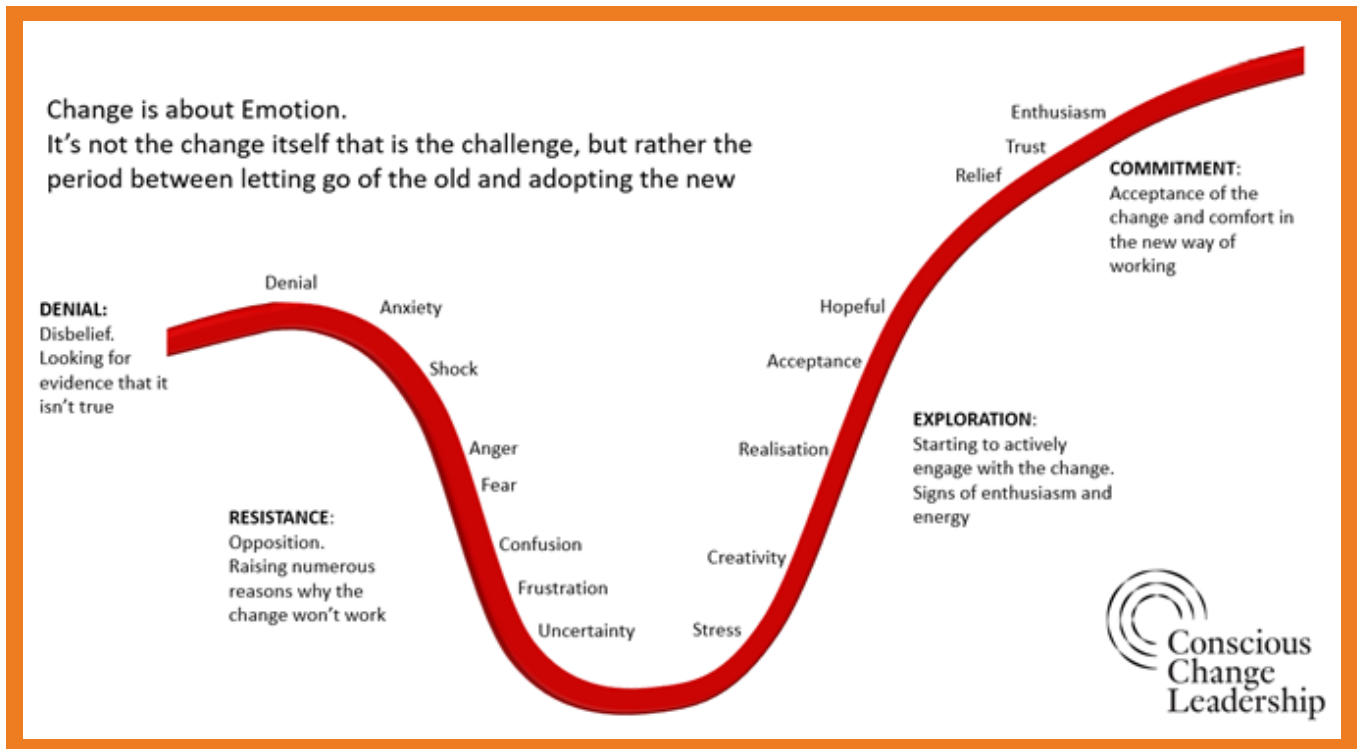 Change is about Emotion.
It's not the change itself that is the challenge, but rather the
period between letting go of the old and adopting the new
DENIAL:
Disbelief.
Looking for
evidence that it
isn't true
Denial
Anxiety
Shock
Anger
Fear
Confusion
Frustration
Uncertainty
RESISTANCE:
Opposition.
Raising numerous
reasons why the
change won't work
Stress
Creativity
Realisation
Acceptance
Hopeful
EXPLORATION:
Starting to actively
engage with the change.
Signs of enthusiasm and
energy
Relief
Trust
Enthusiasm
COMMITMENT:
Acceptance of the
change and comfort in
the new way of
working
Conscious
Change
Leadership